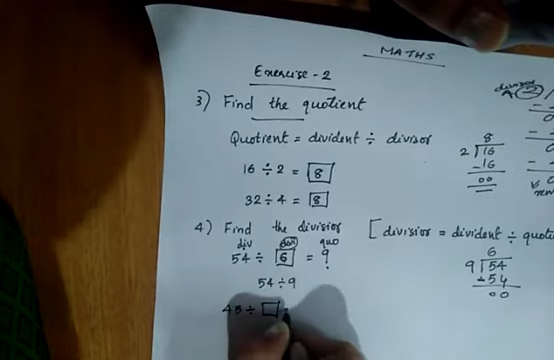 MATHS
Exercise - 2
3) Find the quotient
Quotient = divident ÷ divisor
16 ÷ 2 = 8
32 ÷ 4 = 8
8
2 16
- 16
00
4) Find the divisior [ division = divident ÷ quotie
div quo
54 ÷ 6 = 9
54 ÷ 9
6
9 54
- 54
00
45 ÷